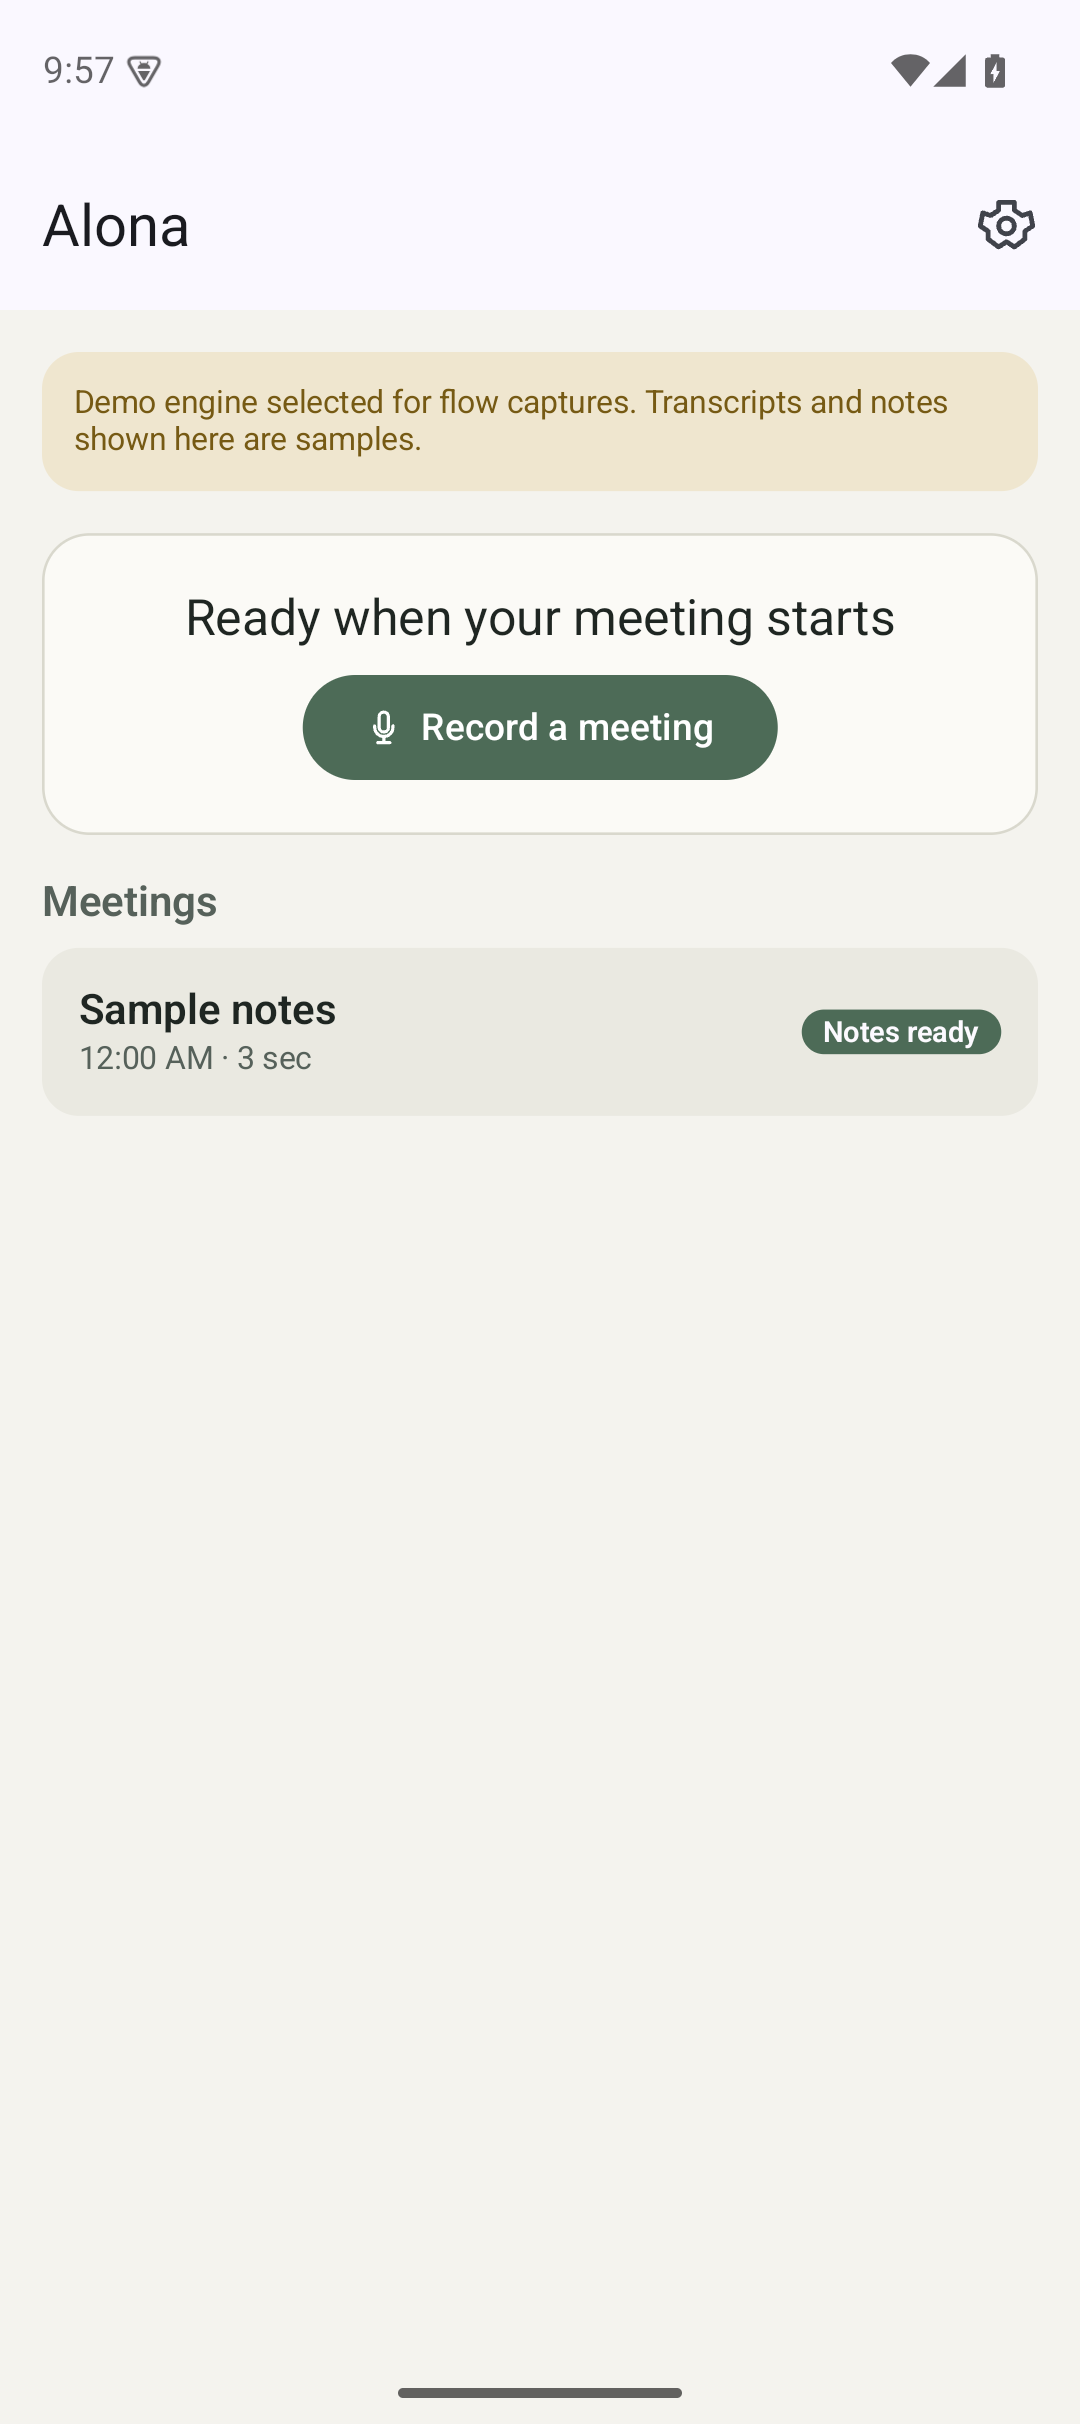 9:57
Alona
Demo engine selected for flow captures. Transcripts and notes
shown here are samples.
Ready when your meeting starts
Record a meeting
Meetings
Sample notes
12:00 AM · 3 sec
Notes ready